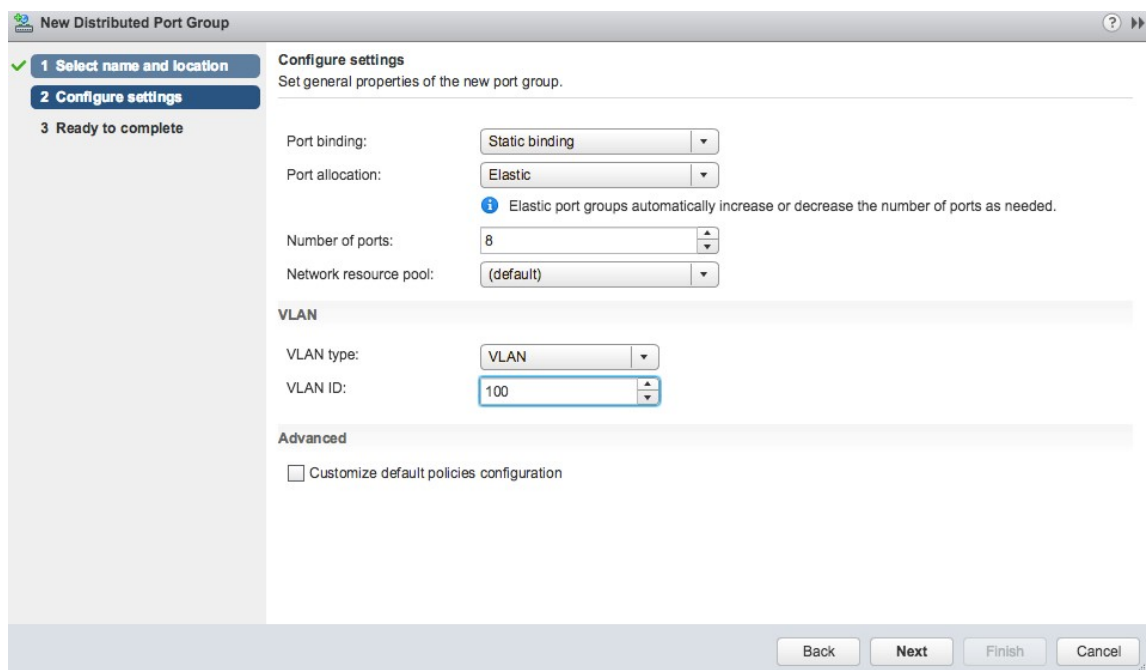 New Distributed Port Group
?
1 Select name and location
2 Configure settings
3 Ready to complete
Configure settings
Set general properties of the new port group.
Port binding: Static binding
Port allocation: Elastic
Elastic port groups automatically increase or decrease the number of ports as needed.
Number of ports: 8
Network resource pool: (default)
VLAN
VLAN type: VLAN
VLAN ID: 100
Advanced
Customize default policies configuration
Back Next Finish Cancel